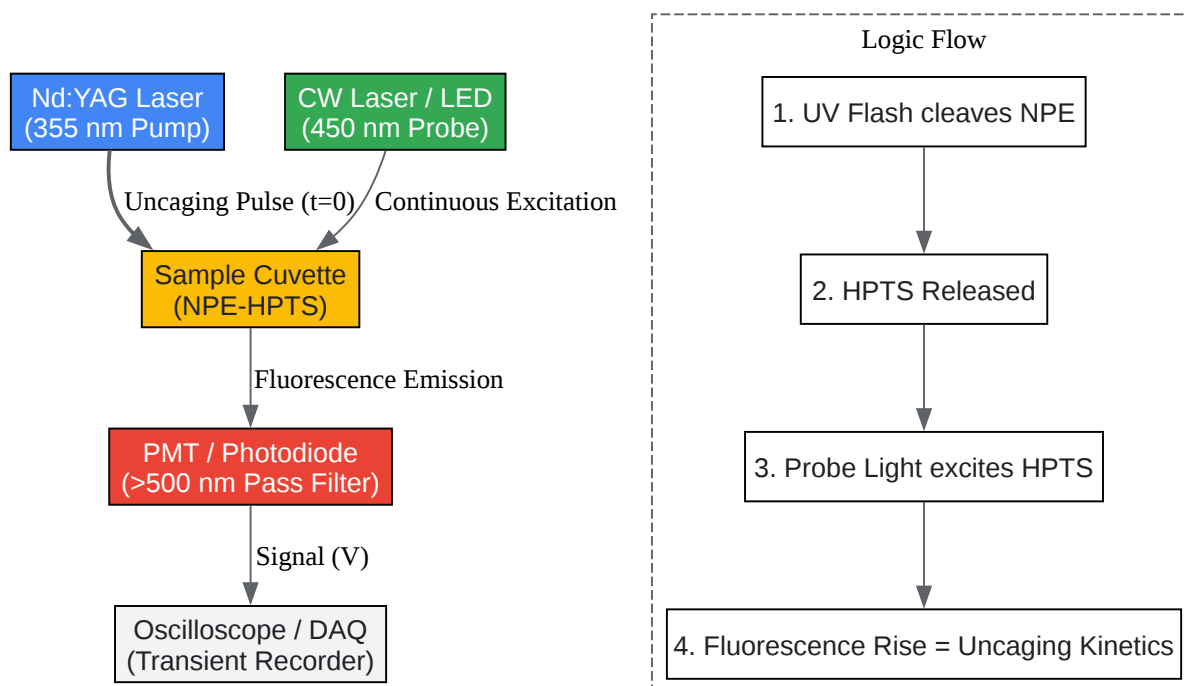 Nd:YAG Laser
(355 nm Pump)
CW Laser / LED
(450 nm Probe)
Uncaging Pulse (t=0)
Continuous Excitation
Sample Cuvette
(NPE-HPTS)
Fluorescence Emission
PMT / Photodiode
(>500 nm Pass Filter)
Signal (V)
Oscilloscope / DAQ
(Transient Recorder)
Logic Flow
1. UV Flash cleaves NPE
2. HPTS Released
3. Probe Light excites HPTS
4. Fluorescence Rise = Uncaging Kinetics